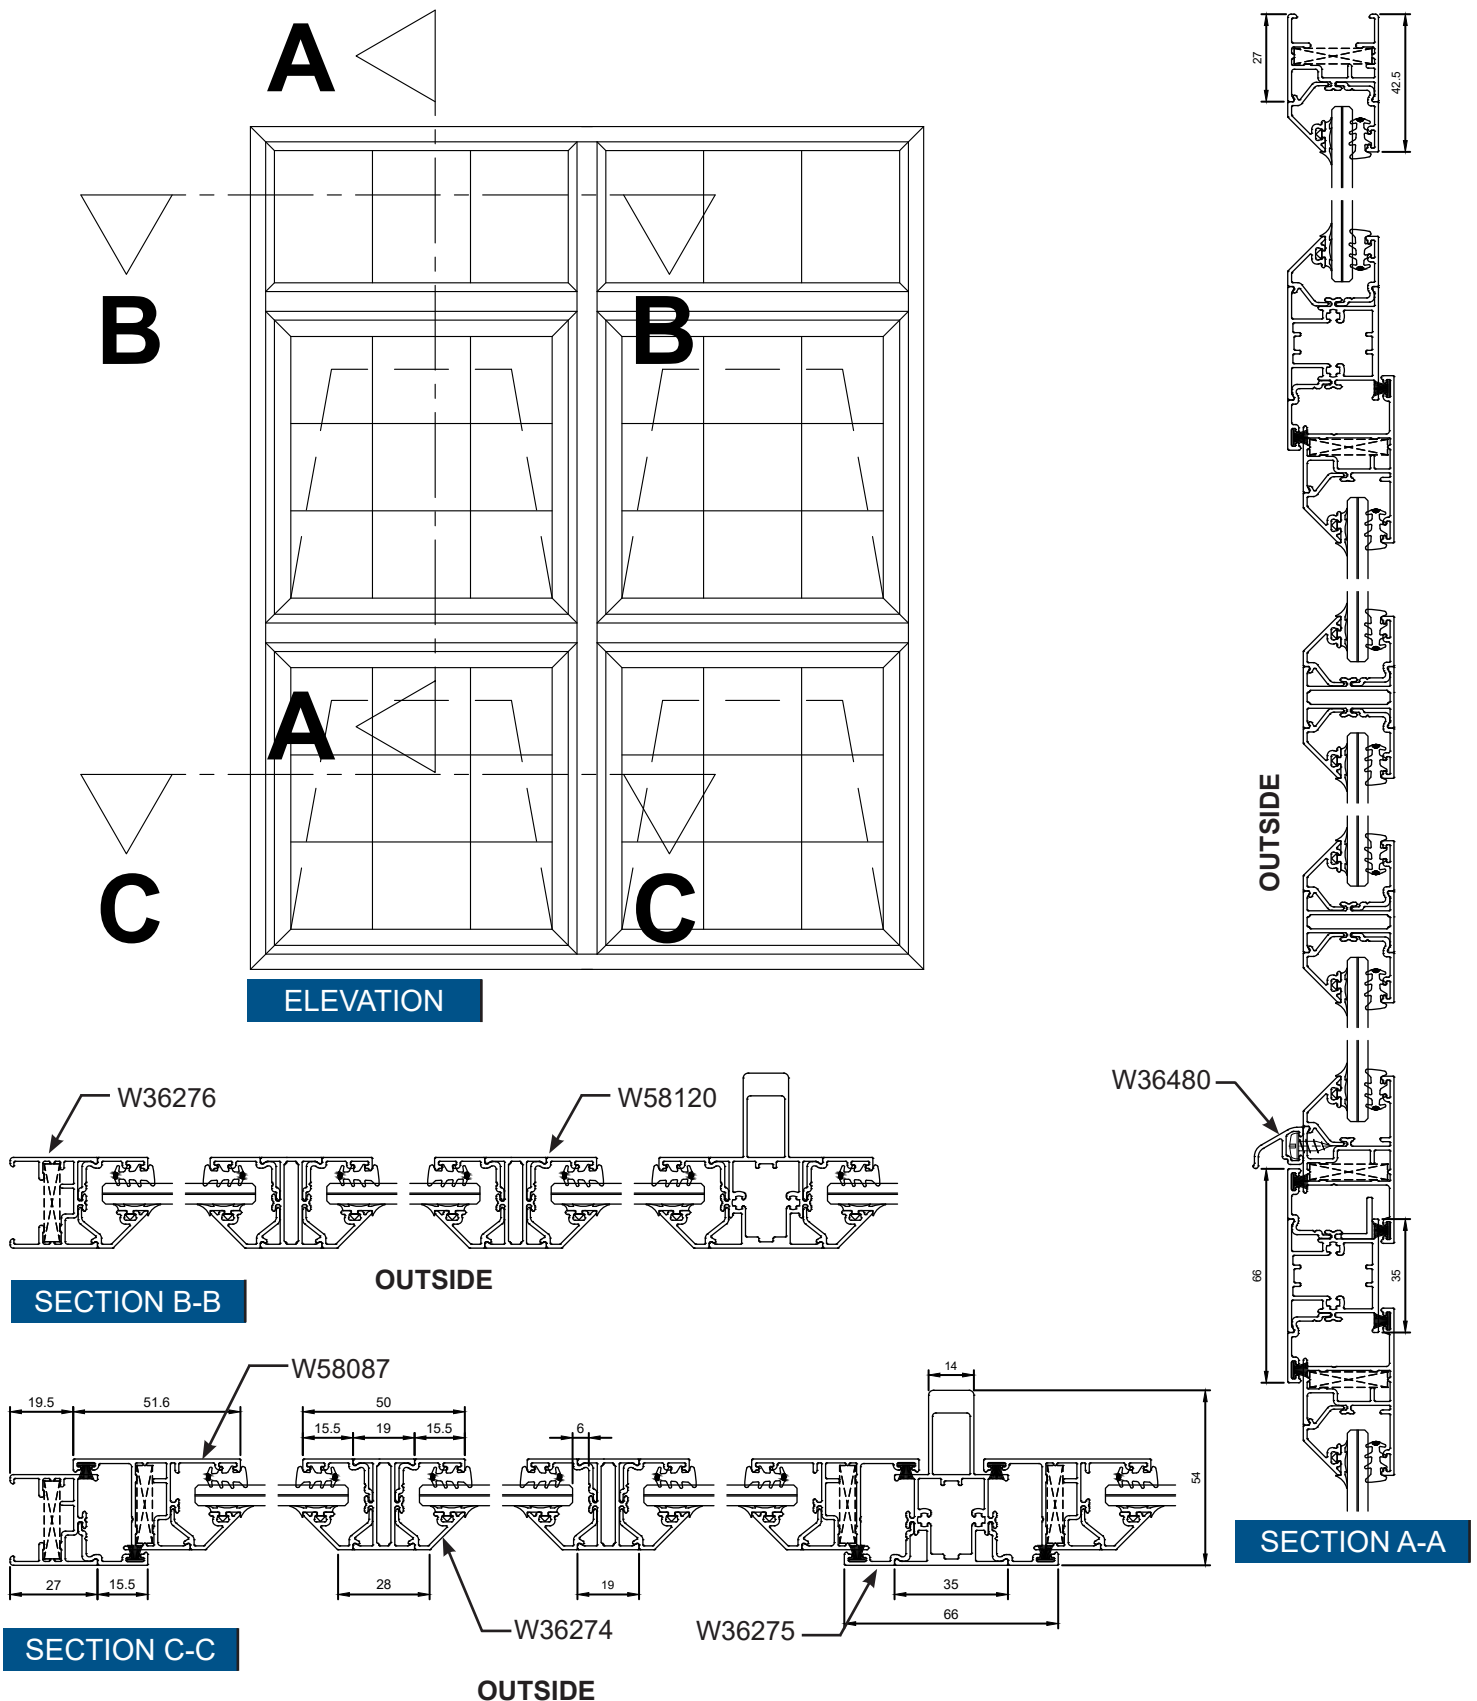 A
27
42.5
B
B
A
OUTSIDE
C
C
ELEVATION
W36480
W36276
W58120
66
35
OUTSIDE
SECTION B-B
W58087
14
19.5
51.6
50
15.5
19
15.5
6
54
SECTION A-A
27
15.5
28
19
35
66
W36274
W36275
SECTION C-C
OUTSIDE